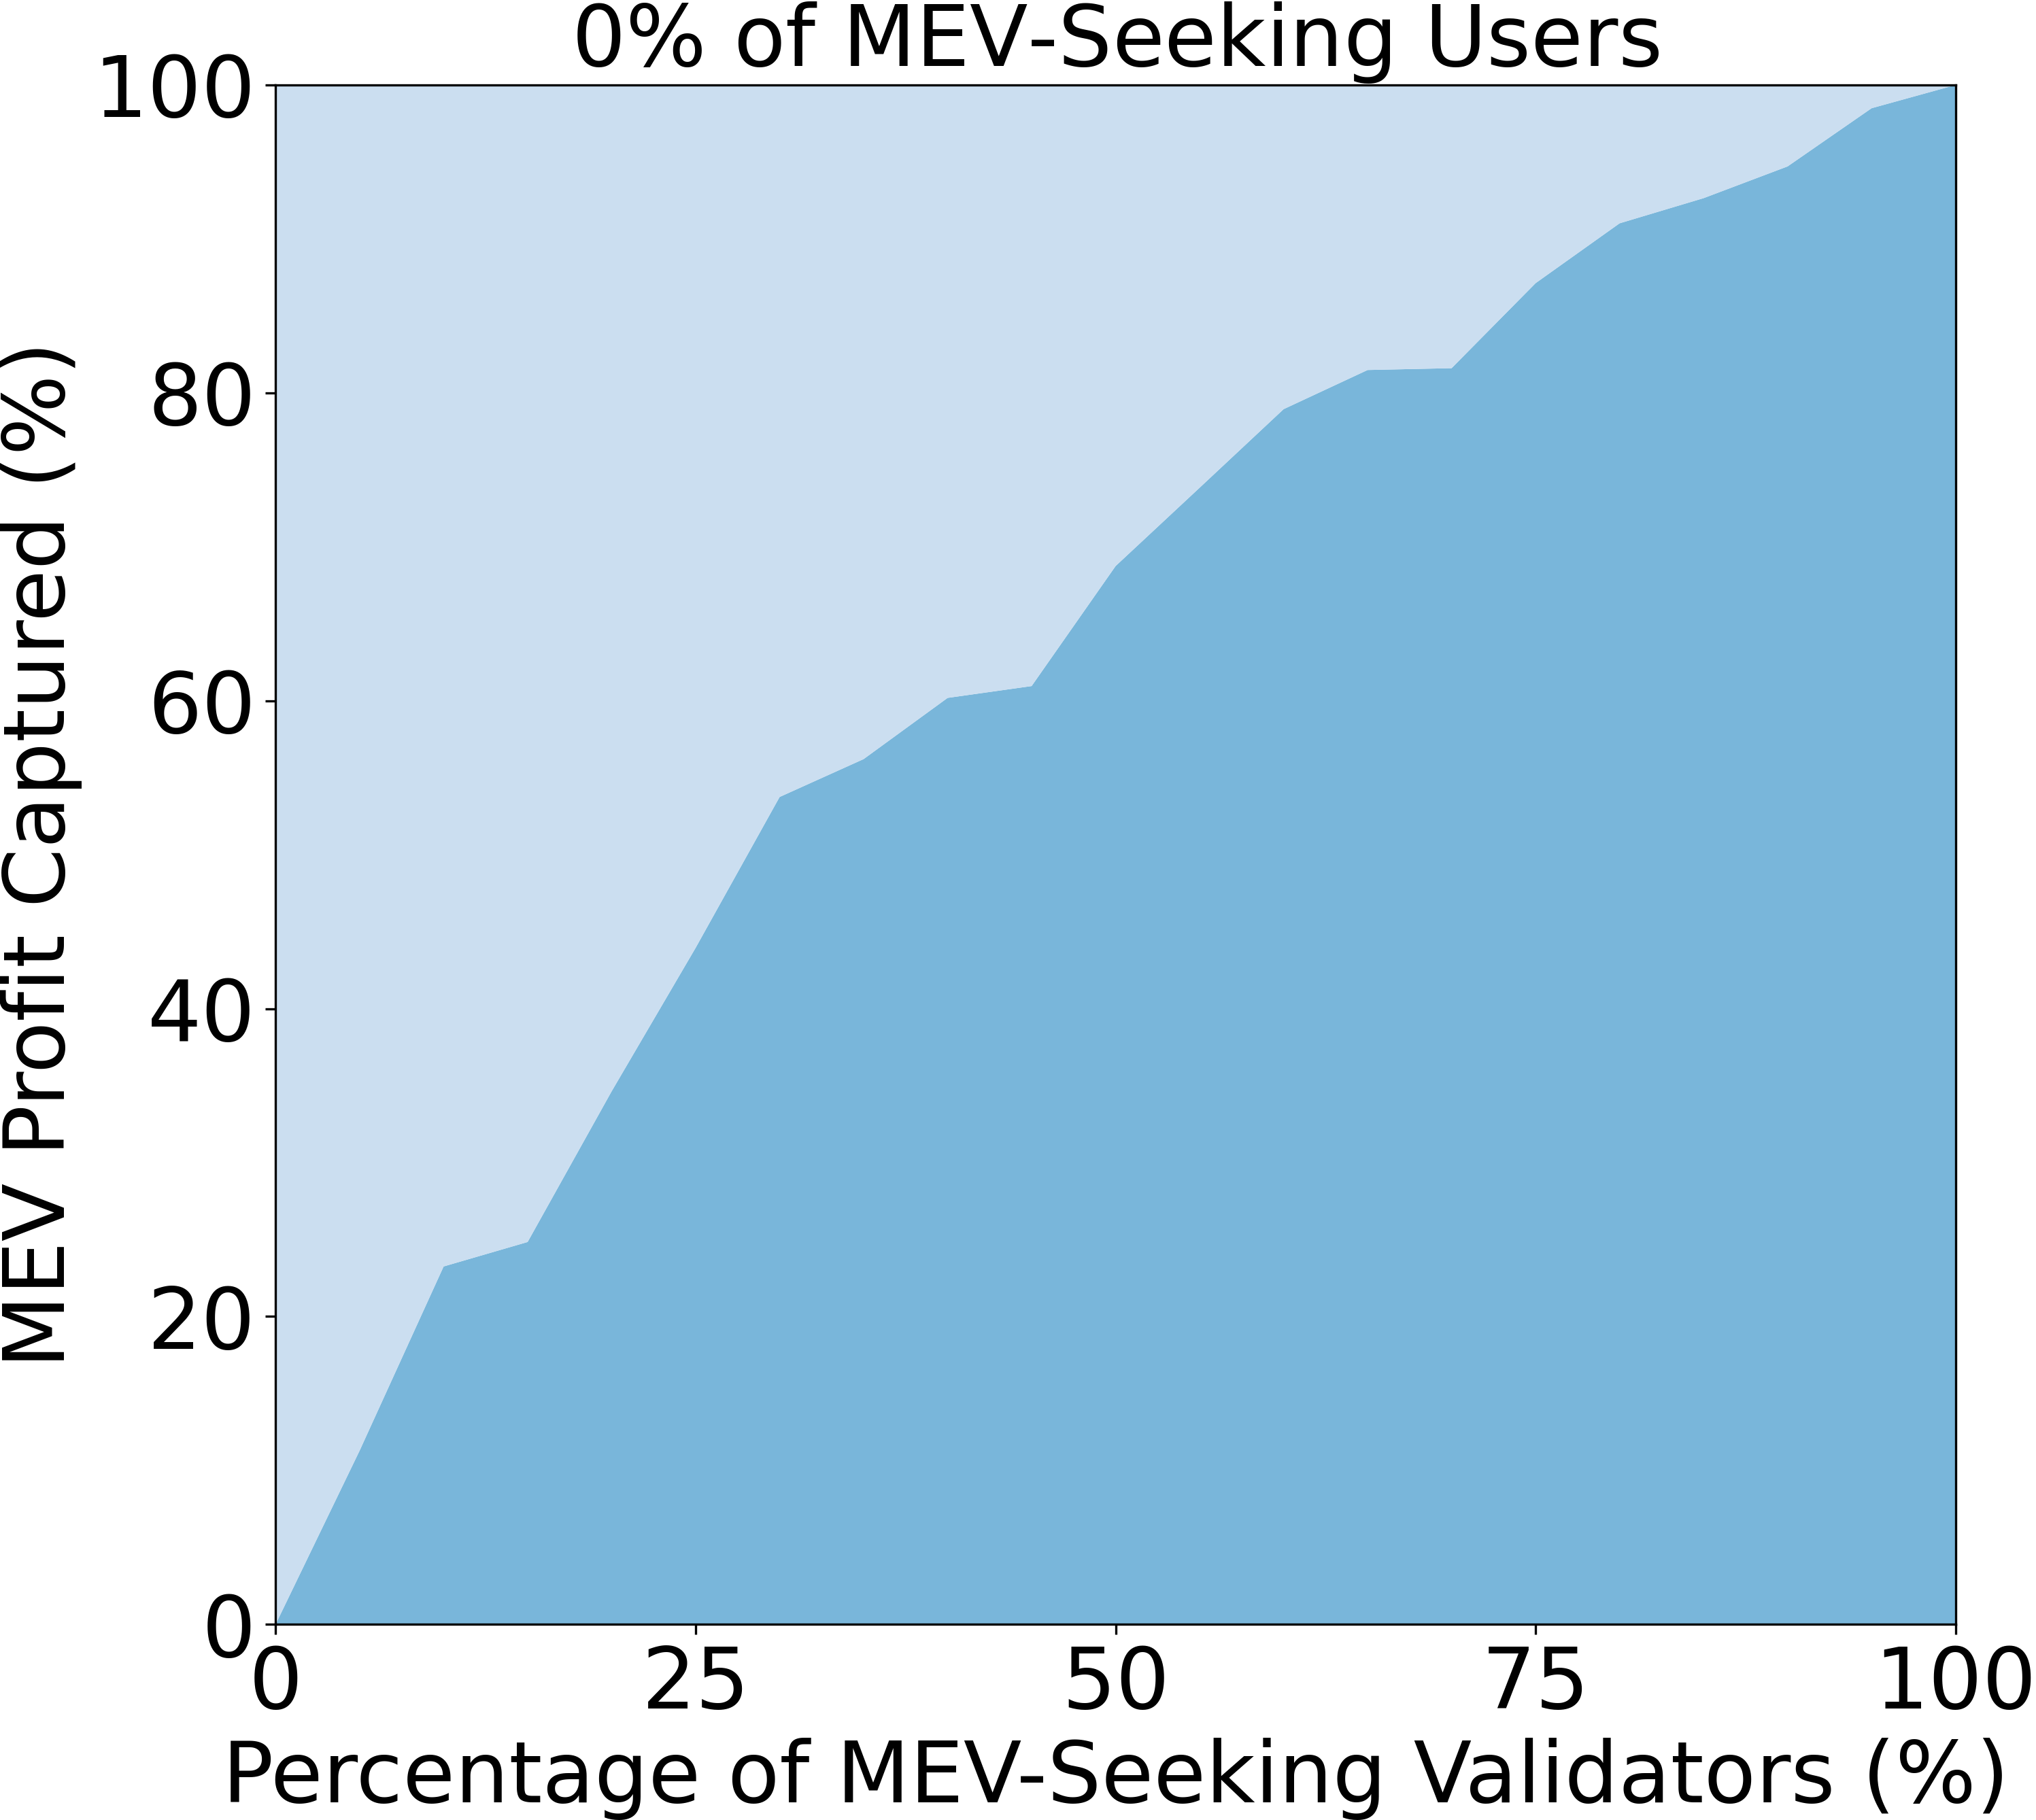 0% of MEV-Seeking Users
MEV Profit Captured (%)
100
80
60
40
20
0
0 25 50 75 100
Percentage of MEV-Seeking Validators (%)